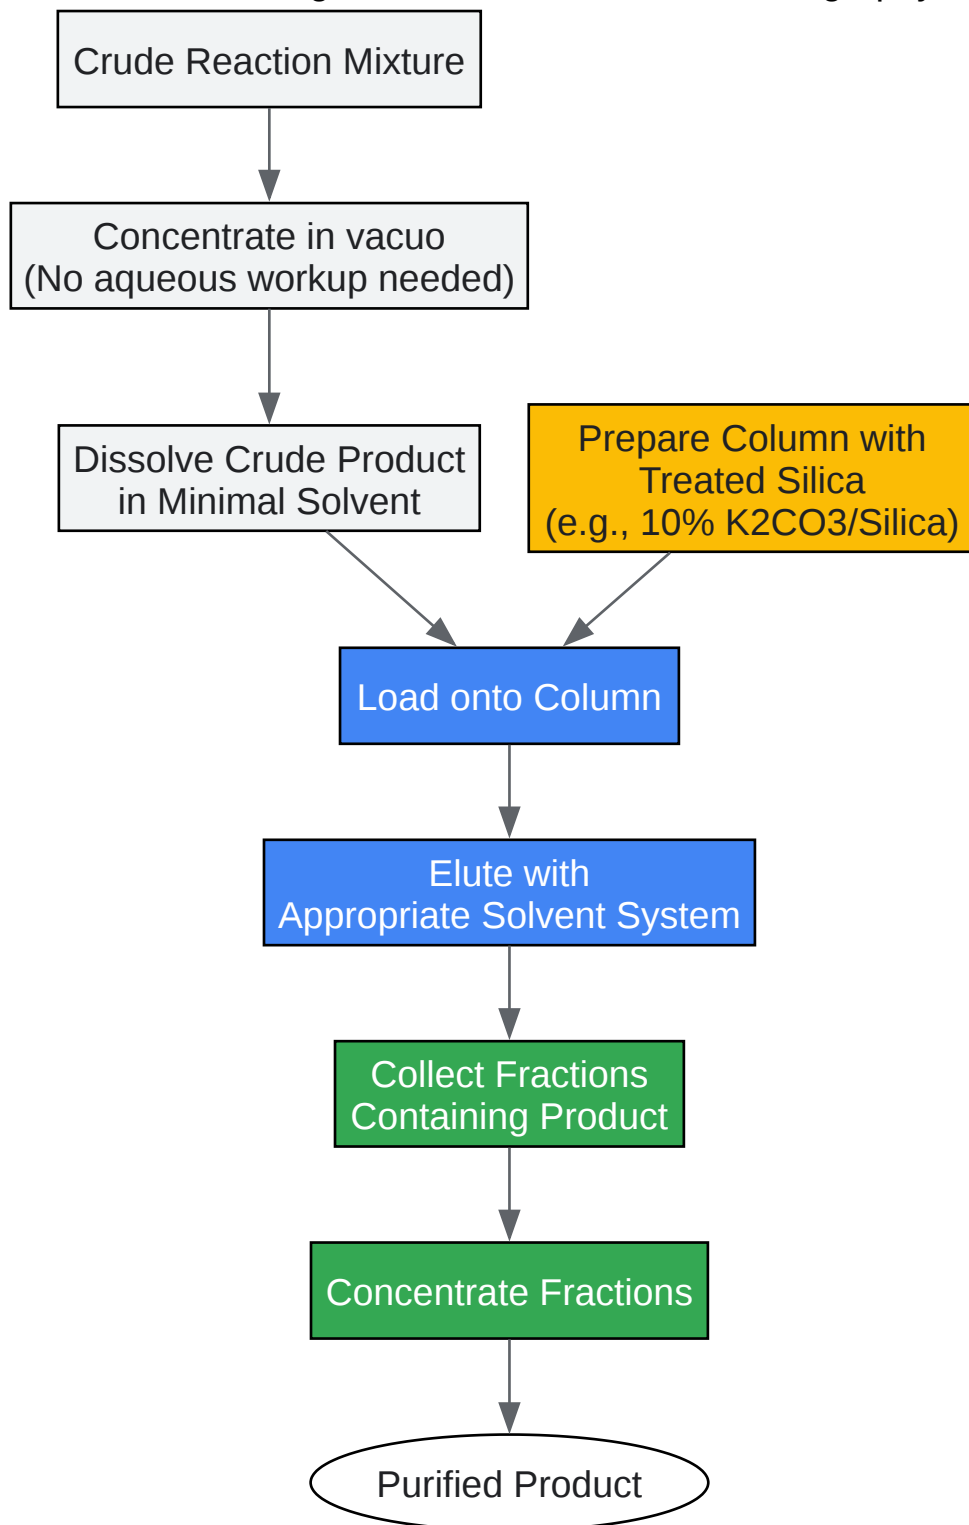 Crude Reaction Mixture
Concentrate in vacuo
(No aqueous workup needed)
Dissolve Crude Product
in Minimal Solvent
Prepare Column with
Treated Silica
(e.g., 10% K2CO3/Silica)
Load onto Column
Elute with
Appropriate Solvent System
Collect Fractions
Containing Product
Concentrate Fractions
Purified Product